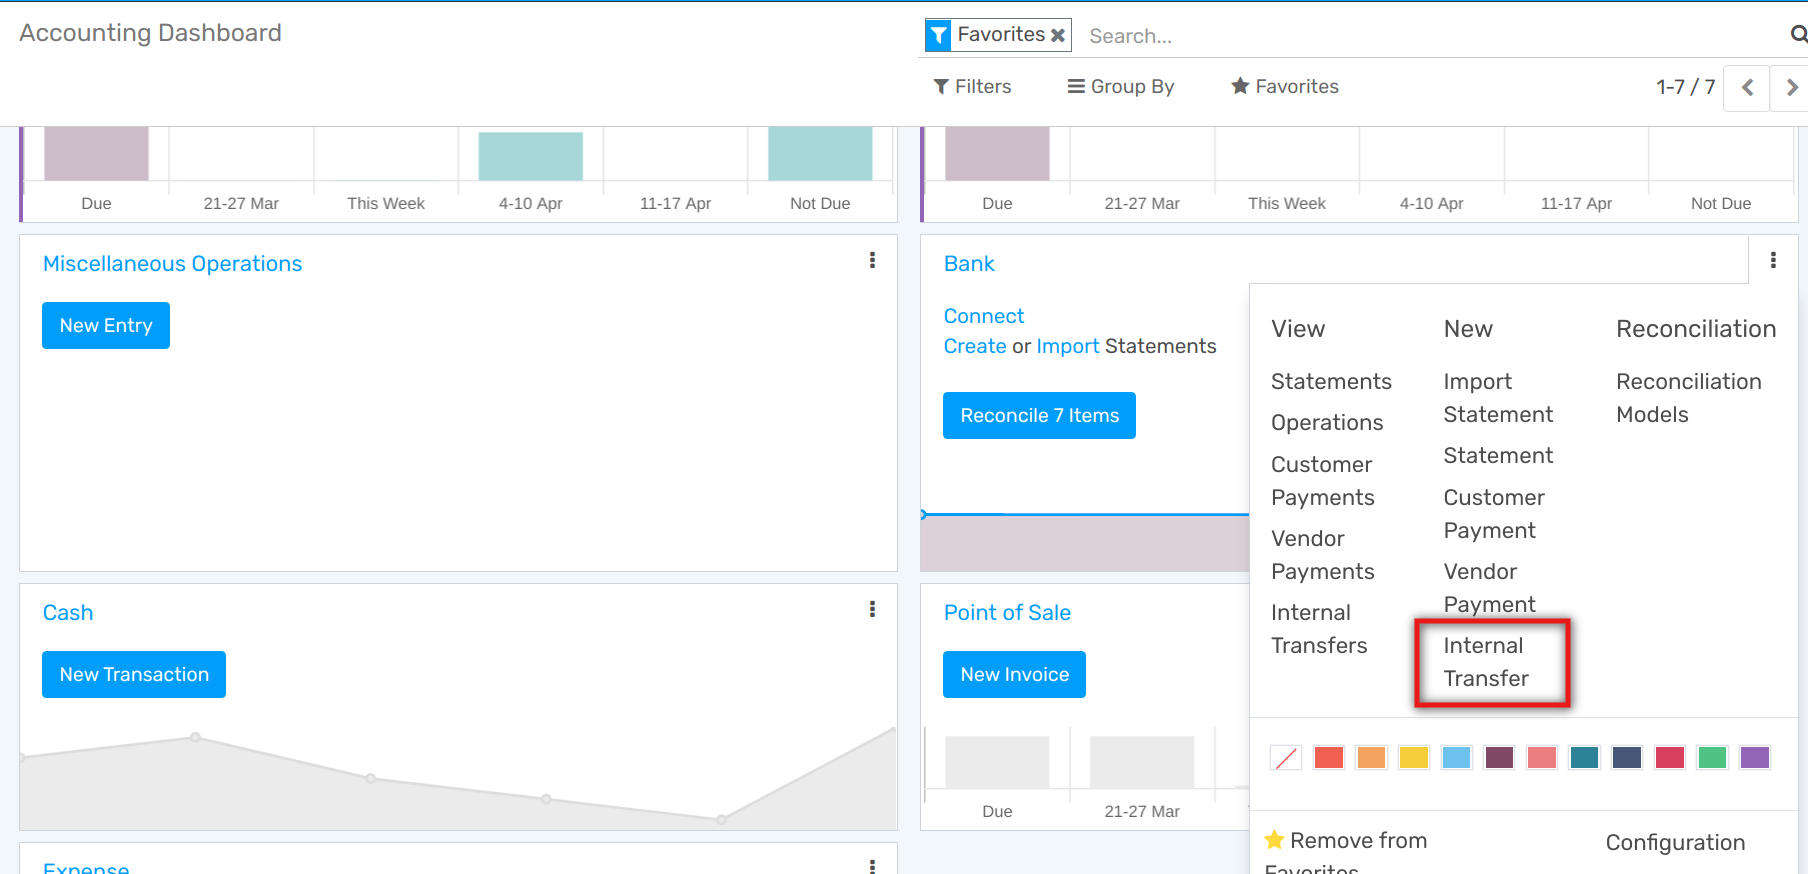 Accounting Dashboard
Favorites
Search...
Filters
Group By
Favorites
1-7 / 7
Due
21-27 Mar
This Week
4-10 Apr
11-17 Apr
Not Due
Due
21-27 Mar
This Week
4-10 Apr
11-17 Apr
Not Due
Miscellaneous Operations
New Entry
Bank
Connect
Create or Import Statements
Reconcile 7 Items
View
Statements
Operations
Customer
Payments
Vendor
Payments
Internal
Transfers
New
Import
Statement
Statement
Customer
Payment
Vendor
Payment
Internal
Transfer
Reconciliation
Reconciliation
Models
Cash
New Transaction
Point of Sale
New Invoice
Due
21-27 Mar
Remove from
Favorites
Configuration
Expense